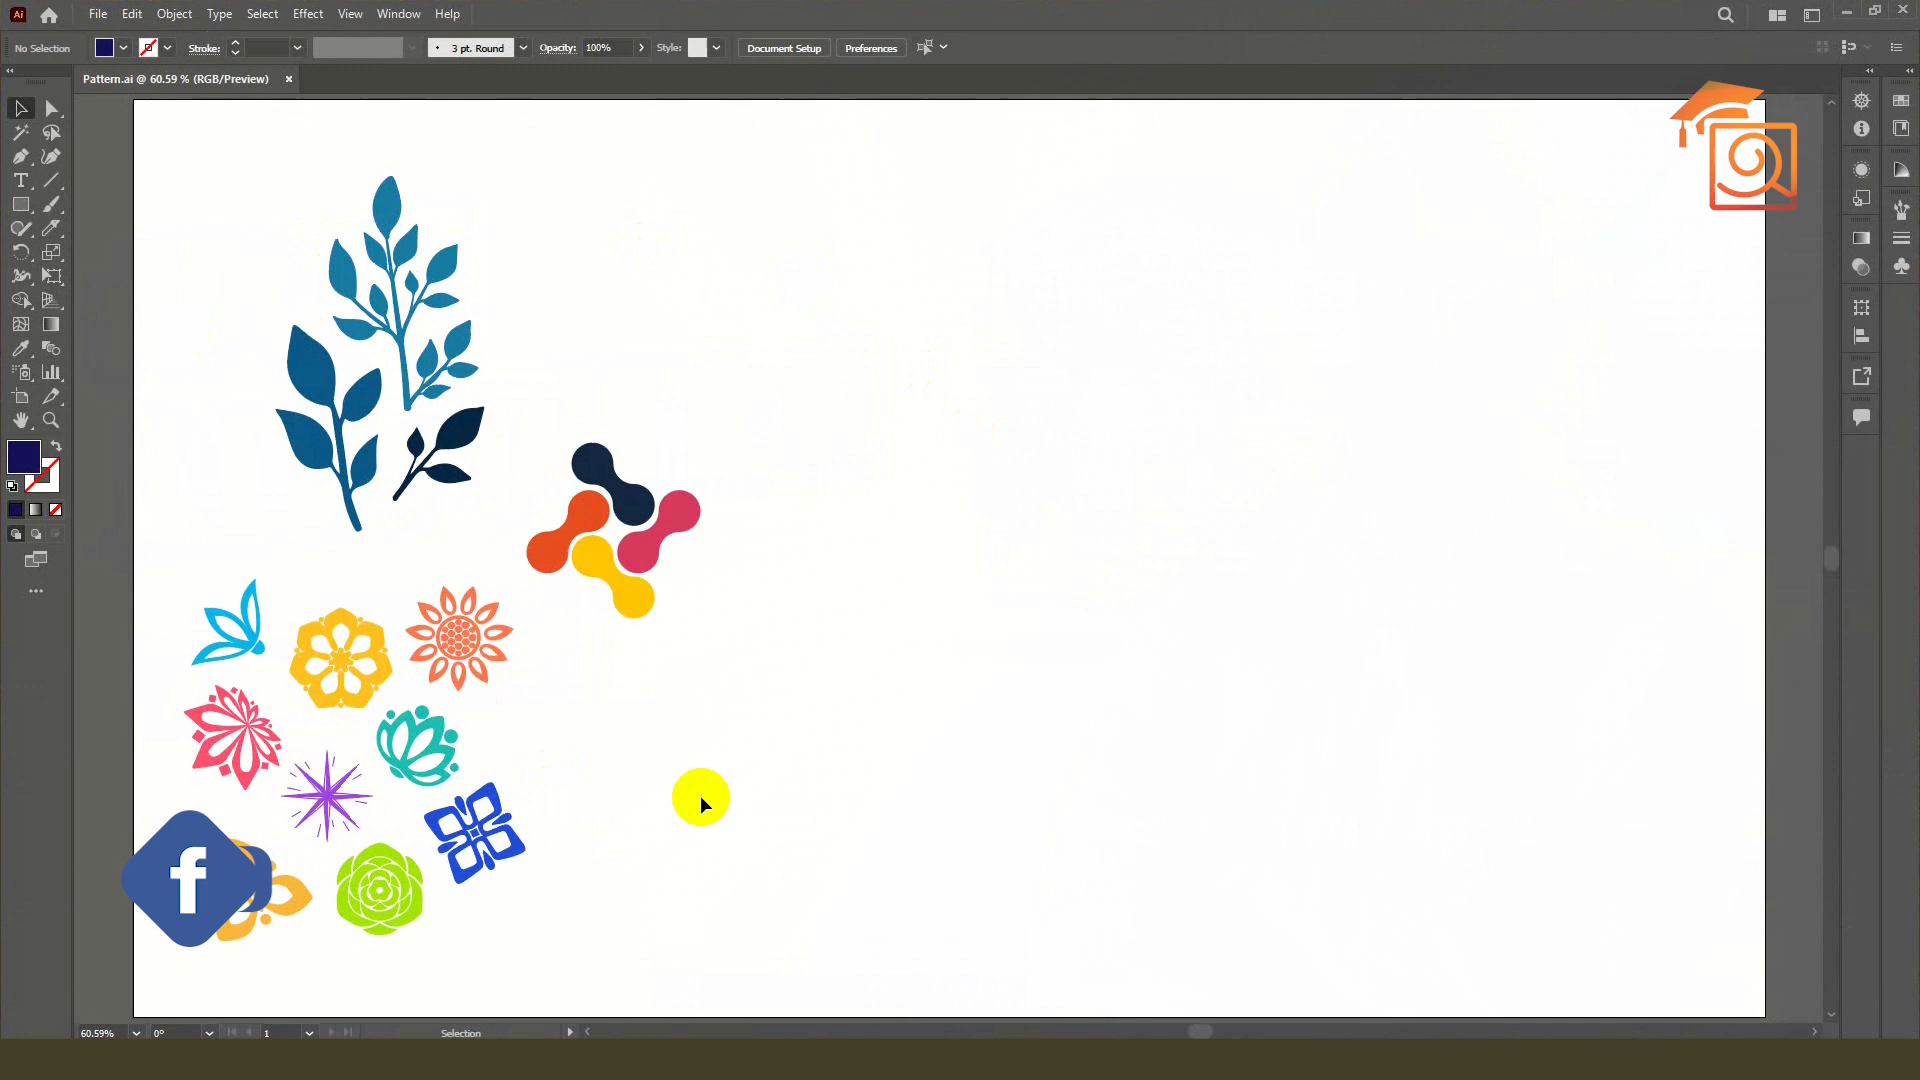 Ai File Edit Object Type Select Effect View Window Help
No Selection Stroke: 3 pt. Round Opacity: 100% Style: Document Setup Preferences
Pattern.ai @ 60.59 % (RGB/Preview) ×
T
f
60.59% 0° 1 Selection